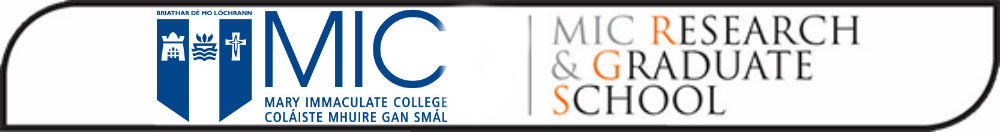 BRIATHAR DÉ MO LÓCHRANN
MIC
MARY IMMACULATE COLLEGE
COLÁISTE MHUIRE GAN SMÁL
MIC RESEARCH
& GRADUATE
SCHOOL